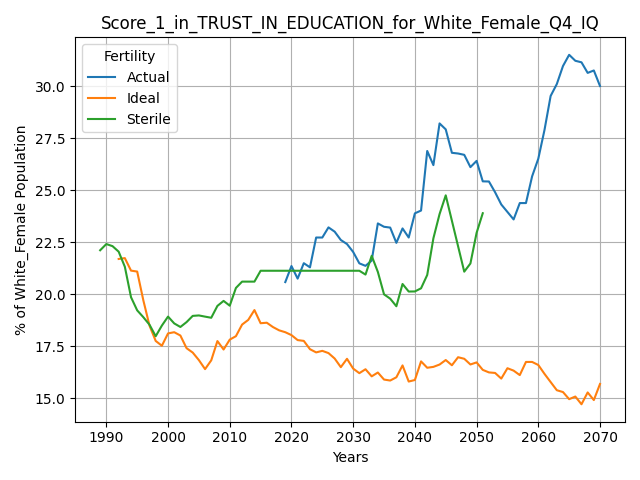 Score_1_in_TRUST_IN_EDUCATION_for_White_Female_Q4_IQ
Fertility
Actual
Ideal
Sterile
% of White_Female Population
30.0
27.5
25.0
22.5
20.0
17.5
15.0
1990 2000 2010 2020 2030 2040 2050 2060 2070
Years